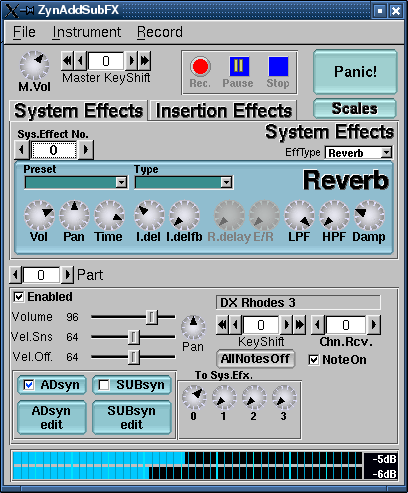 ZynAddSubFX
File Instrument Record
M.Vol
0
Master KeyShift
Rec. Pause Stop
Panic!
Scales
System Effects Insertion Effects
Sys.Effect No.
0
System Effects
EffType Reverb
Preset Type
Reverb
Vol Pan Time I.del I.delfb R.delay E/R LPF HPF Damp
0 Part
Enabled
Volume 96
Vel.Sns 64
Vel.Off. 64
Pan
DX Rhodes 3
0 0
KeyShift Chn.Rcv.
AllNotesOff NoteOn
ADsyn SUBsyn
ADsyn edit
SUBsyn edit
To Sys.Efx.
0 1 2 3
-5dB
-6dB